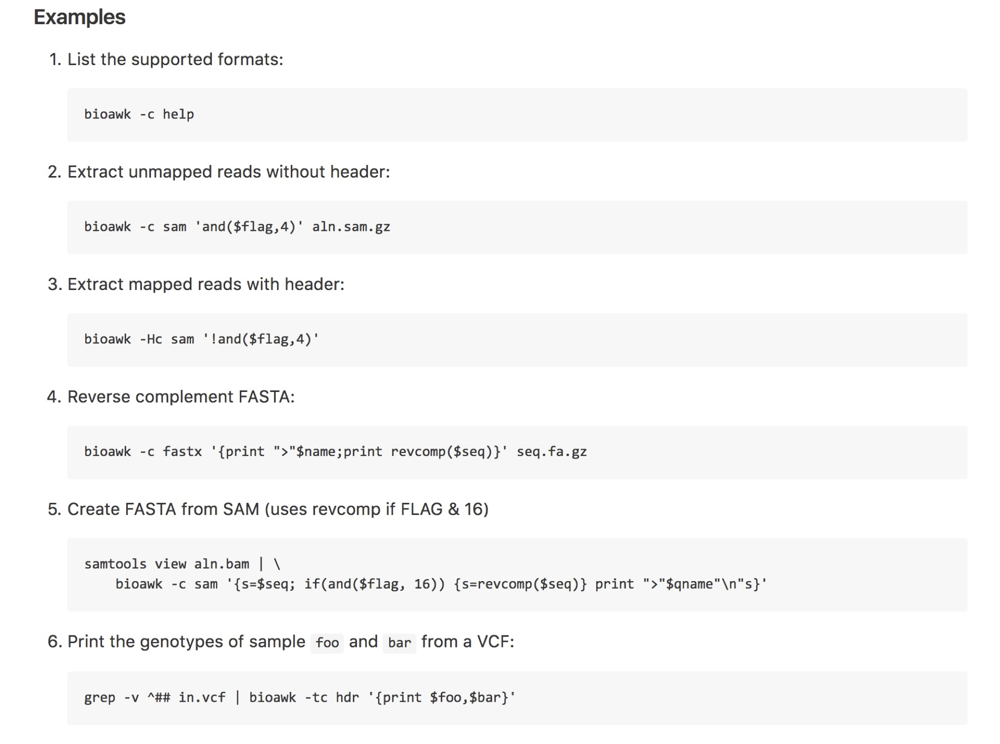 Examples
1. List the supported formats:
bioawk -c help
2. Extract unmapped reads without header:
bioawk -c sam 'and($flag,4)' aln.sam.gz
3. Extract mapped reads with header:
bioawk -Hc sam '!and($flag,4)'
4. Reverse complement FASTA:
bioawk -c fastx '{print ">"$name;print revcomp($seq)}' seq.fa.gz
5. Create FASTA from SAM (uses revcomp if FLAG & 16)
samtools view aln.bam | \
    bioawk -c sam '{s=$seq; if(and($flag, 16)) {s=revcomp($seq)} print ">"$qname"\n"s}'
6. Print the genotypes of sample foo and bar from a VCF:
grep -v ^## in.vcf | bioawk -tc hdr '{print $foo,$bar}'